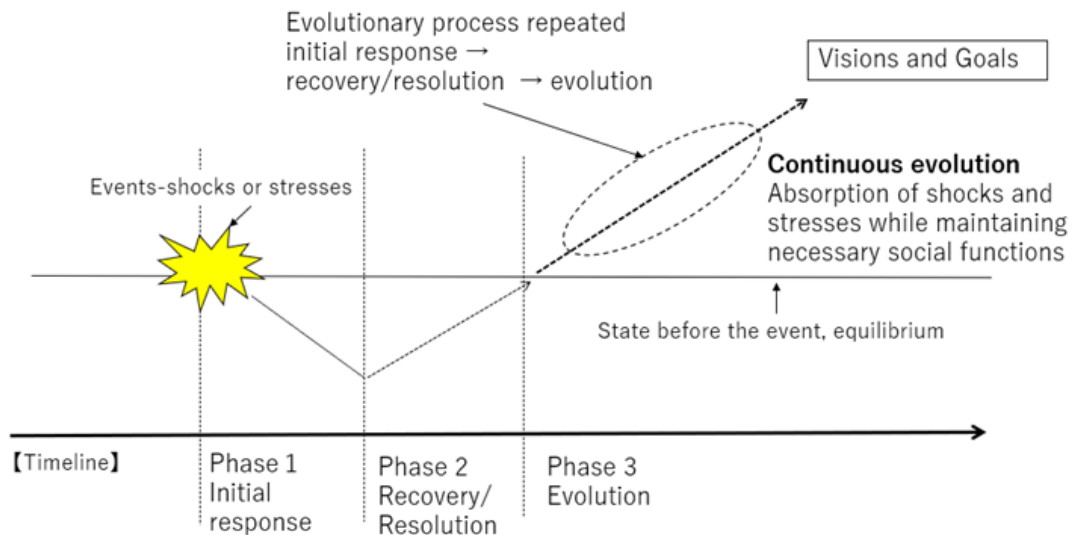 Evolutionary process repeated
initial response →
recovery/resolution → evolution
Visions and Goals
Events-shocks or stresses
Continuous evolution
Absorption of shocks and
stresses while maintaining
necessary social functions
State before the event, equilibrium
【Timeline】
Phase 1
Initial
response
Phase 2
Recovery/
Resolution
Phase 3
Evolution